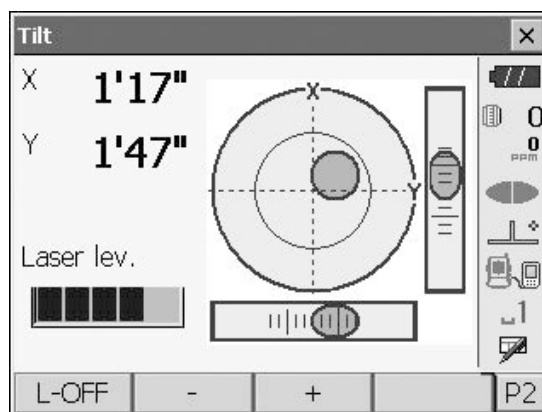 Tilt
X 1'17"
Y 1'47"
X
Y
Laser lev.
0
0
PPM
1
L-OFF - + P2